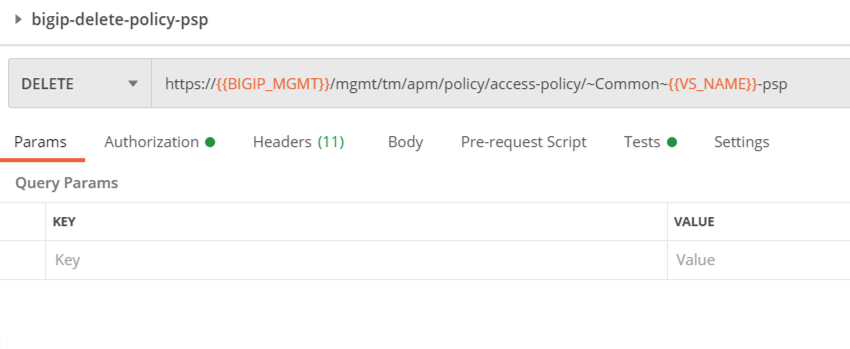 bigip-delete-policy-psp
DELETE https://{{BIGIP_MGMT}}/mgmt/tm/apm/policy/access-policy/~Common~{{VS_NAME}}-psp
Params Authorization Headers (11) Body Pre-request Script Tests Settings
Query Params
KEY VALUE
Key Value